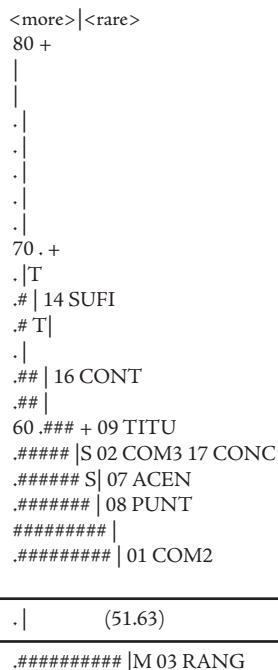 <more>|<rare>
80 +
|
|
. |
. |
. |
. |
. |
70 . +
. |T
.# | 14 SUFI
.# T|
. |
.## | 16 CONT
.## |
60 .### + 09 TITU
.##### |S 02 COM3 17 CONC
.###### S| 07 ACEN
.####### | 08 PUNT
######### |
.######### | 01 COM2
. | (51.63)
.########## |M 03 RANG